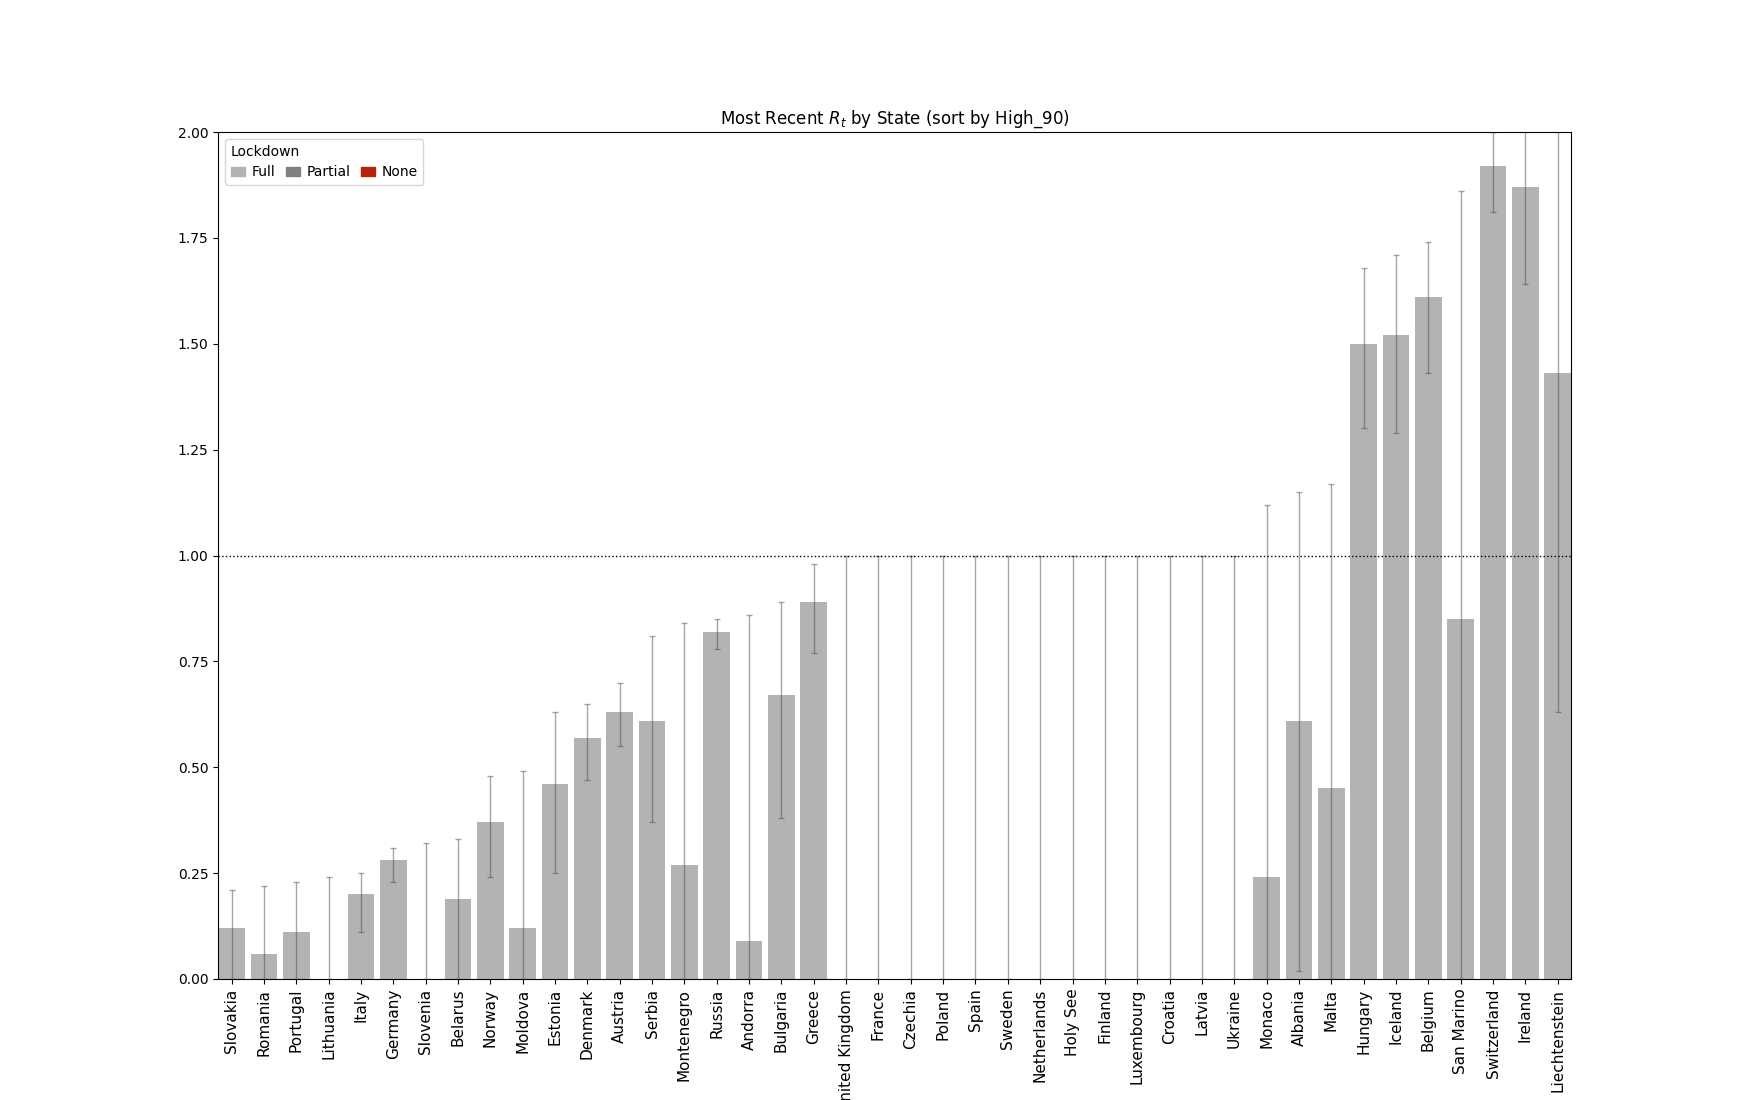 Most Recent R_t by State (sort by High_90)
Lockdown
Full Partial None
2.00
1.75
1.50
1.25
1.00
0.75
0.50
0.25
0.00
Slovakia
Romania
Portugal
Lithuania
Italy
Germany
Slovenia
Belarus
Norway
Moldova
Estonia
Denmark
Austria
Serbia
Montenegro
Russia
Andorra
Bulgaria
Greece
nited Kingdom
France
Czechia
Poland
Spain
Sweden
Netherlands
Holy See
Finland
Luxembourg
Croatia
Latvia
Ukraine
Monaco
Albania
Malta
Hungary
Iceland
Belgium
San Marino
Switzerland
Ireland
Liechtenstein